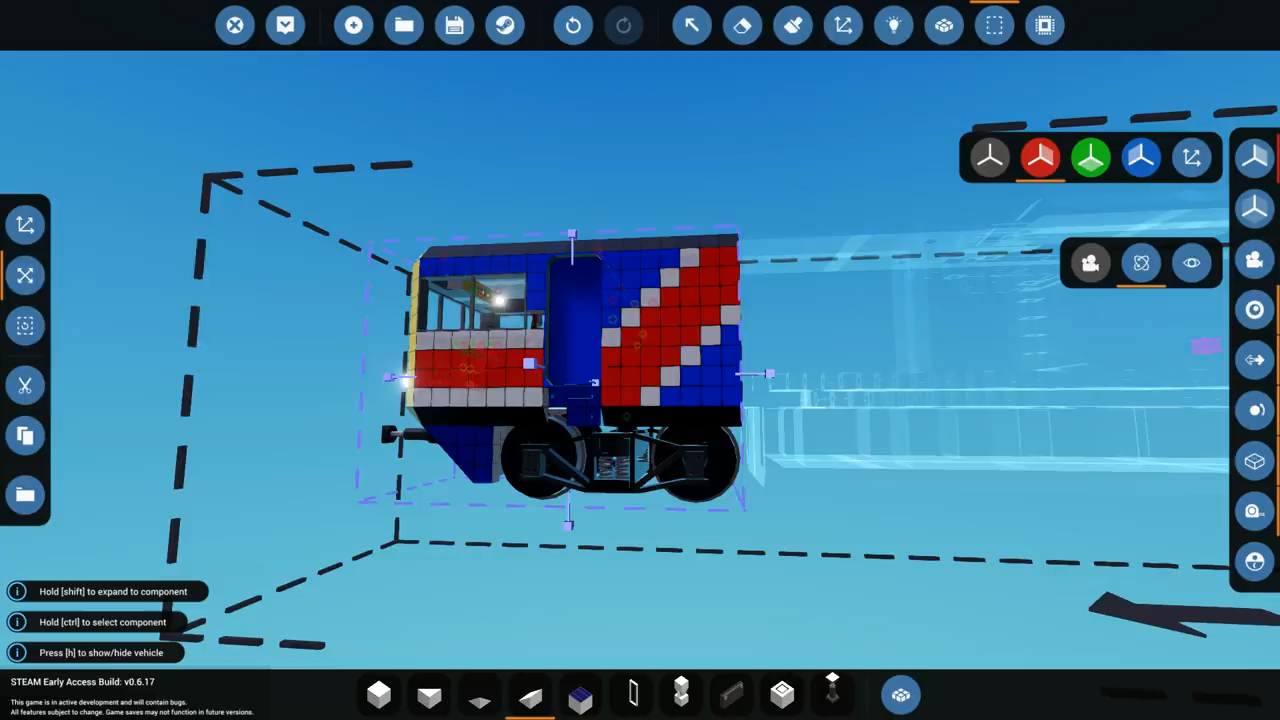 Hold [shift] to expand to component
Hold [ctrl] to select component
Press [h] to show/hide vehicle
STEAM Early Access Build: v0.6.17
This game is in active development and will contain bugs.
All features subject to change. Game saves may not function in future versions.